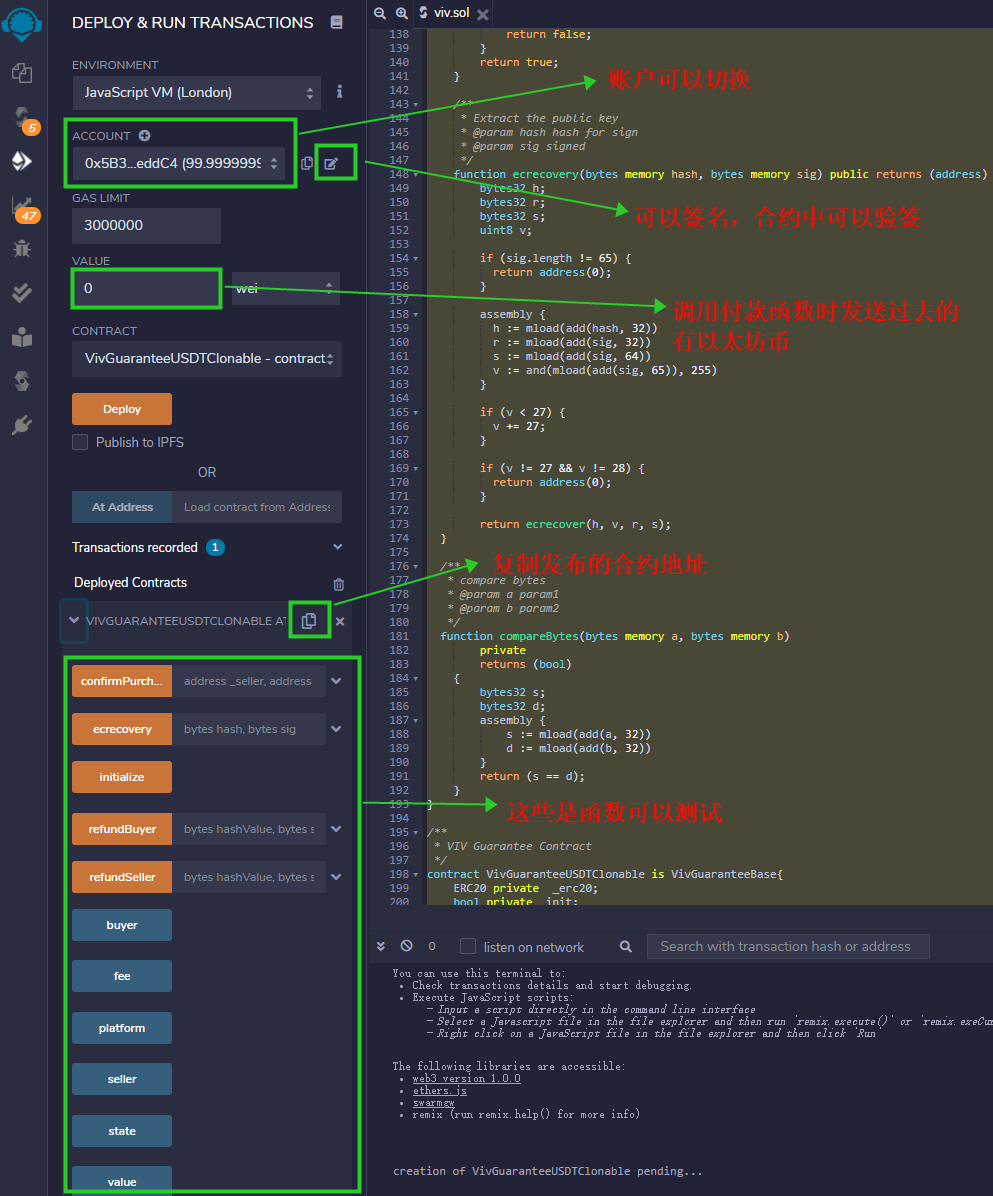 DEPLOY & RUN TRANSACTIONS
ENVIRONMENT
JavaScript VM (London)
ACCOUNT
0x5B3...eddC4 (99.9999999
GAS LIMIT
3000000
VALUE
0
wei
CONTRACT
VivGuaranteeUSDTClonable - contract
Deploy
Publish to IPFS
OR
At Address
Load contract from Address
Transactions recorded 1
Deployed Contracts
VIVGUARANTEEUSDTCLONABLE AT
confirmPurch... address _seller, address
ecrecovery bytes hash, bytes sig
initialize
refundBuyer bytes hashValue, bytes s
refundSeller bytes hashValue, bytes s
buyer
fee
platform
seller
state
value
5
47
viv.sol
138 return false;
139 }
140 return true;
141 }
142
143 /**
144 * Extract the public key
145 * @param hash hash for sign
146 * @param sig signed
147 */
148 function ecrecovery(bytes memory hash, bytes memory sig) public returns (address)
149 bytes32 h;
150 bytes32 r;
151 bytes32 s;
152 uint8 v;
153
154 if (sig.length != 65) {
155 return address(0);
156 }
157
158 assembly {
159 h := mload(add(hash, 32))
160 r := mload(add(sig, 32))
161 s := mload(add(sig, 64))
162 v := and(mload(add(sig, 65)), 255)
163 }
164
165 if (v < 27) {
166 v += 27;
167 }
168
169 if (v != 27 && v != 28) {
170 return address(0);
171 }
172
173 return ecrecover(h, v, r, s);
174 }
175
176 /**
177 * compare bytes
178 * @param a param1
179 * @param b param2
180 */
181 function compareBytes(bytes memory a, bytes memory b)
182 private
183 returns (bool)
184 {
185 bytes32 s;
186 bytes32 d;
187 assembly {
188 s := mload(add(a, 32))
189 d := mload(add(b, 32))
190 }
191 return (s == d);
192 }
193 }
194
195 /**
196 * VIV Guarantee Contract
197 */
198 contract VivGuaranteeUSDTClonable is VivGuaranteeBase{
199 ERC20 private _erc20;
200 bool private _init;
账户可以切换
可以签名，合约中可以验签
调用付款函数时发送过去的
有以太坊币
复制发布的合约地址
这些是函数可以测试
0
listen on network
Search with transaction hash or address
You can use this terminal to:
• Check transactions details and start debugging.
• Execute JavaScript scripts:
– Input a script directly in the command line interface
– Select a Javascript file in the file explorer and then run `remix.execute()` or `remix.exeCur
– Right click on a JavaScript file in the file explorer and then click `Run`
The following libraries are accessible:
• web3 version 1.0.0
• ethers.js
• swarmgw
• remix (run remix.help() for more info)
creation of VivGuaranteeUSDTClonable pending...